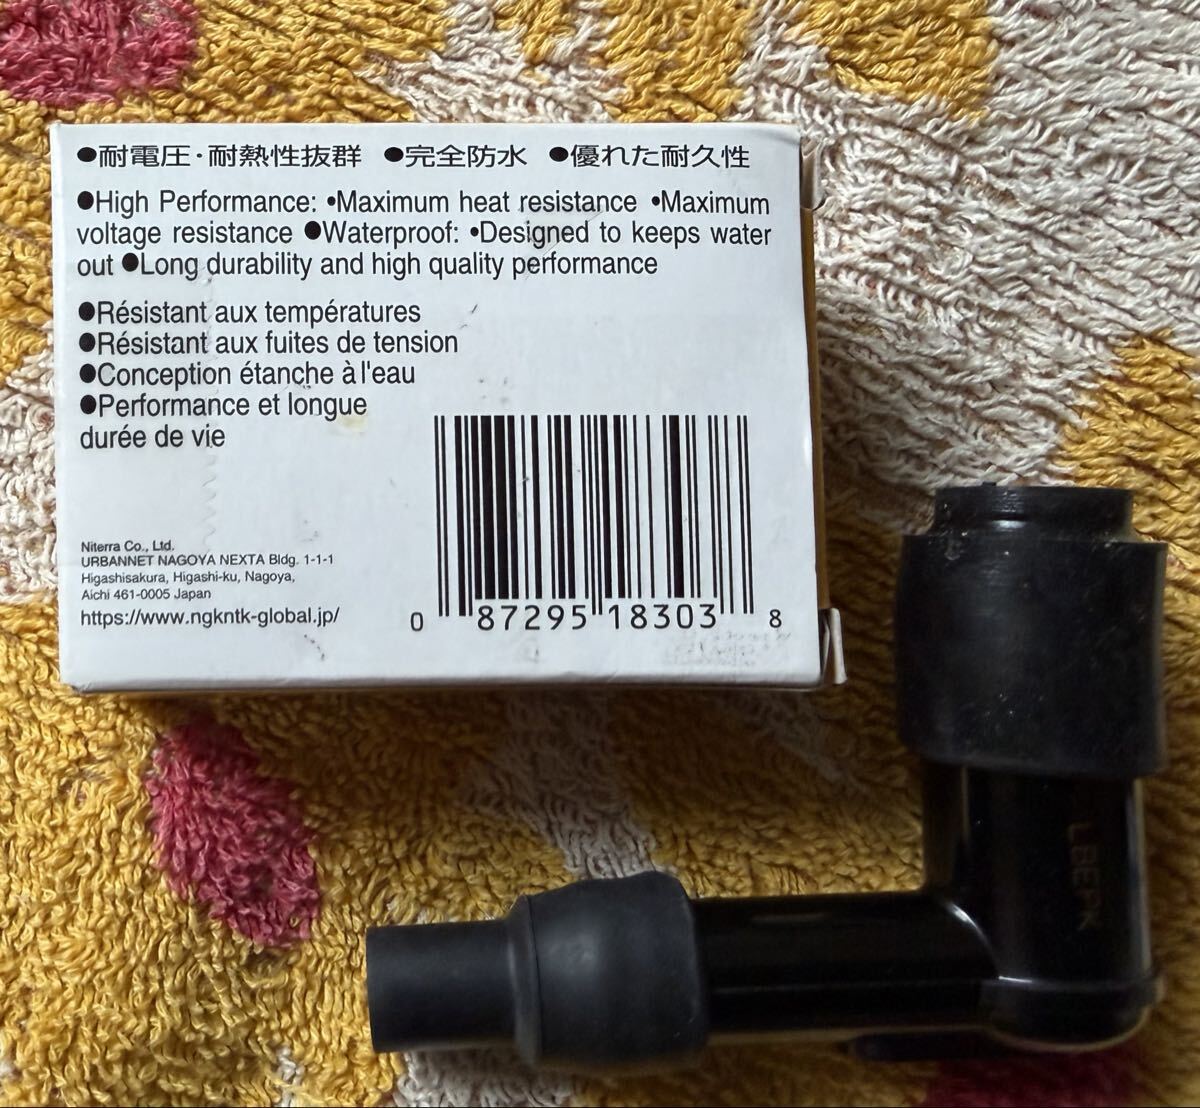 ●耐電圧・耐熱性抜群 ●完全防水 ●優れた耐久性
●High Performance: •Maximum heat resistance •Maximum
voltage resistance ●Waterproof: •Designed to keeps water
out ●Long durability and high quality performance
●Résistant aux températures
●Résistant aux fuites de tension
●Conception étanche à l'eau
●Performance et longue
durée de vie
Niterra Co., Ltd.
URBANNET NAGOYA NEXTA Bldg. 1-1-1
Higashisakura, Higashi-ku, Nagoya,
Aichi 461-0005 Japan
https://www.ngkntk-global.jp/
0 87295 18303 8